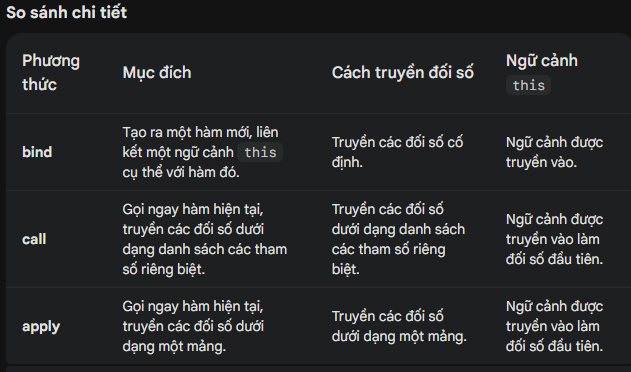 So sánh chi tiết
Phương thức
Mục đích
Cách truyền đối số
Ngữ cảnh this
bind
Tạo ra một hàm mới, liên
kết một ngữ cảnh this
cụ thể với hàm đó.
Truyền các đối số cố
định.
Ngữ cảnh được
truyền vào.
call
Gọi ngay hàm hiện tại,
truyền các đối số dưới
dạng danh sách các tham
số riêng biệt.
Truyền các đối số
dưới dạng danh sách
các tham số riêng
biệt.
Ngữ cảnh được
truyền vào làm
đối số đầu tiên.
apply
Gọi ngay hàm hiện tại,
truyền các đối số dưới
dạng một mảng.
Truyền các đối số
dưới dạng một mảng.
Ngữ cảnh được
truyền vào làm
đối số đầu tiên.